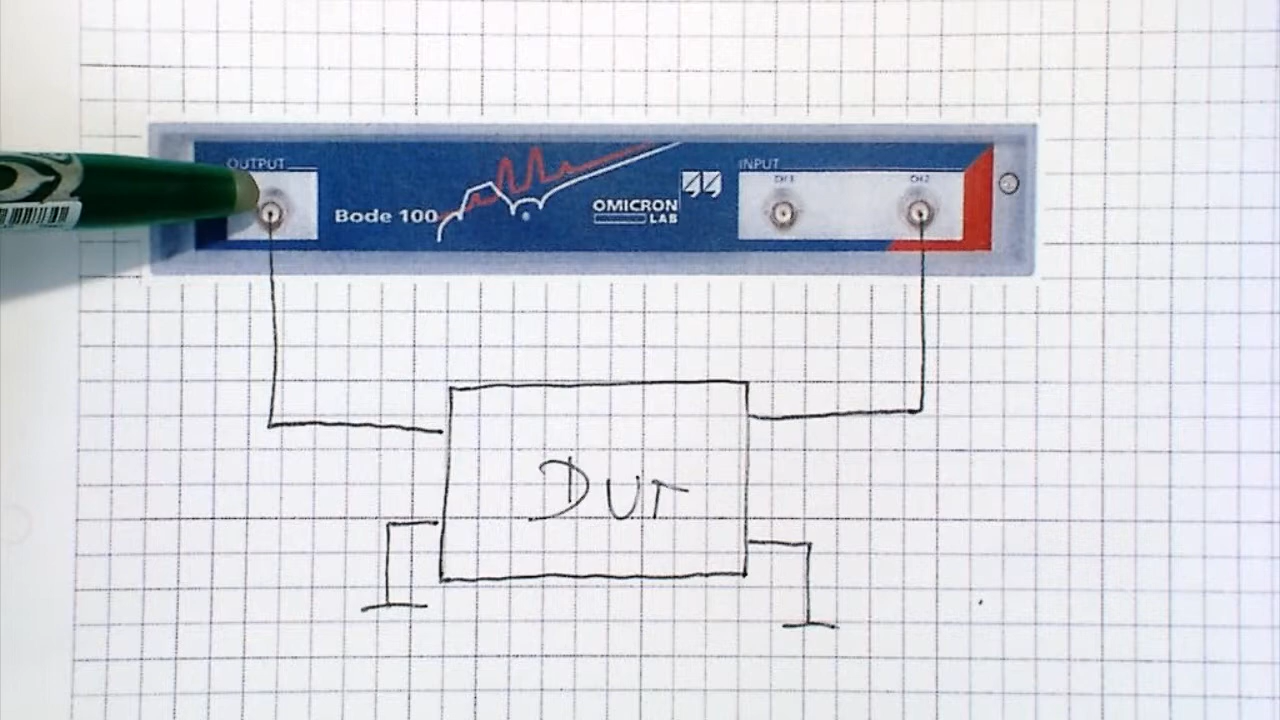 OUTPUT
INPUT
CH 1
CH 2
Bode 100
OMICRON
LAB
DUT